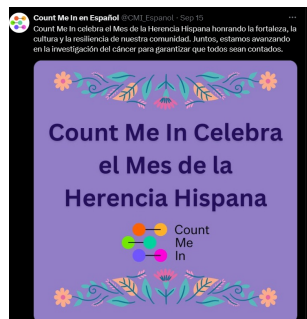 Count Me In en Español @CMI_Espanol · Sep 15
Count Me In celebra el Mes de la Herencia Hispana honrando la fortaleza, la
cultura y la resiliencia de nuestra comunidad. Juntos, estamos avanzando
en la investigación del cáncer para garantizar que todos sean contados.
Count Me In Celebra
el Mes de la
Herencia Hispana
Count
Me
In